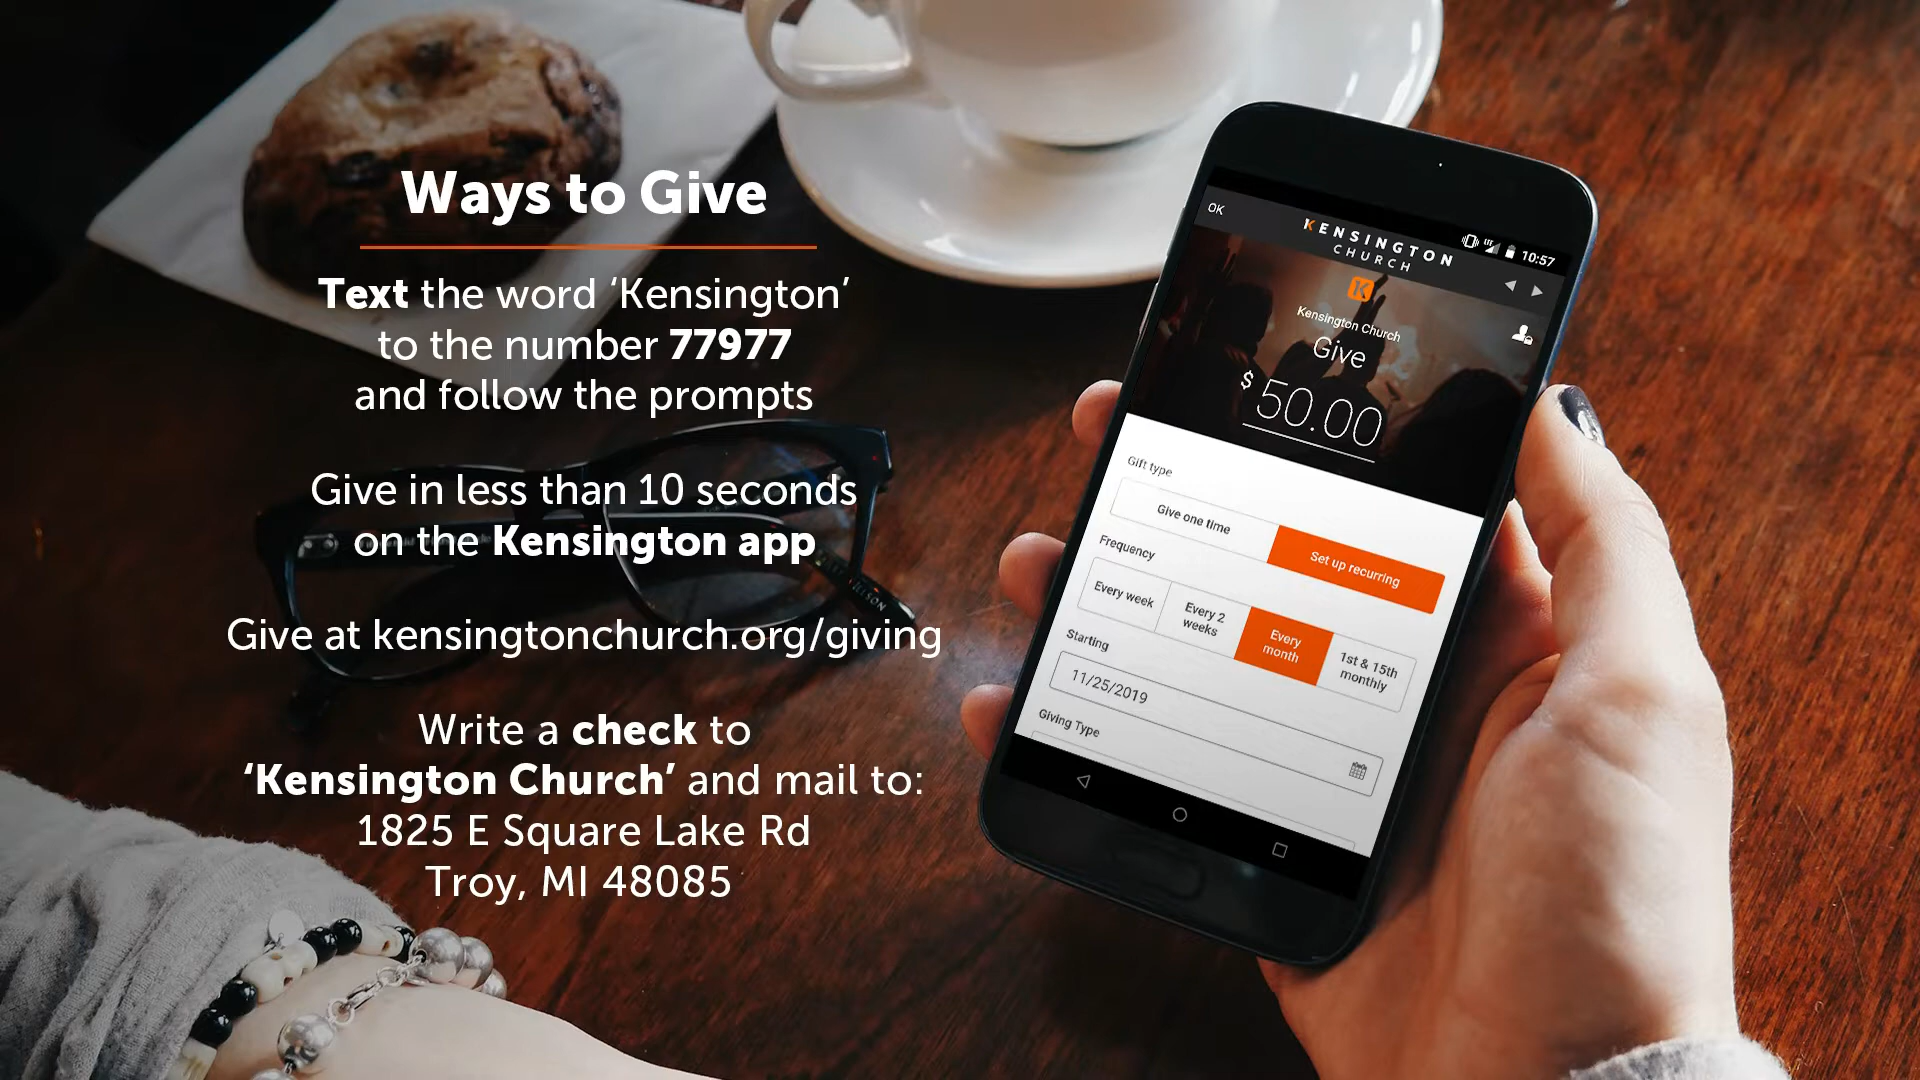 Ways to Give
Text the word ‘Kensington’
to the number 77977
and follow the prompts
Give in less than 10 seconds
on the Kensington app
Give at kensingtonchurch.org/giving
Write a check to
‘Kensington Church’ and mail to:
1825 E Square Lake Rd
Troy, MI 48085
OK
KENSINGTON
CHURCH
LTE
10:57
K
Kensington Church
Give
$ 50.00
Gift type
Give one time
Set up recurring
Frequency
Every week
Every 2
weeks
Every
month
1st & 15th
monthly
Starting
11/25/2019
Giving Type